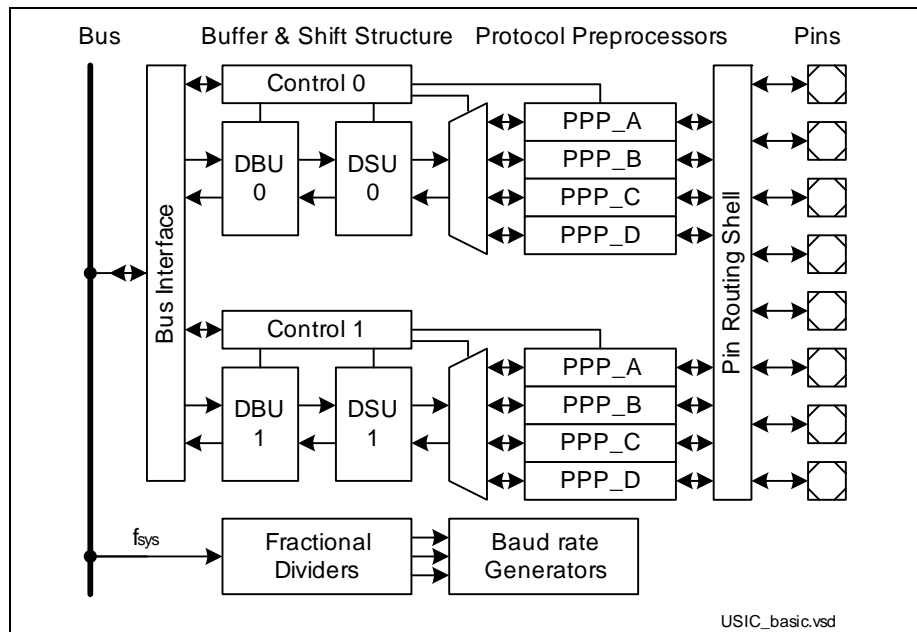 Bus Buffer & Shift Structure Protocol Preprocessors Pins
Bus Interface
Control 0
DBU
0
DSU
0
PPP_A
PPP_B
PPP_C
PPP_D
Control 1
DBU
1
DSU
1
PPP_A
PPP_B
PPP_C
PPP_D
Pin Routing Shell
fsys
Fractional
Dividers
Baud rate
Generators
USIC_basic.vsd